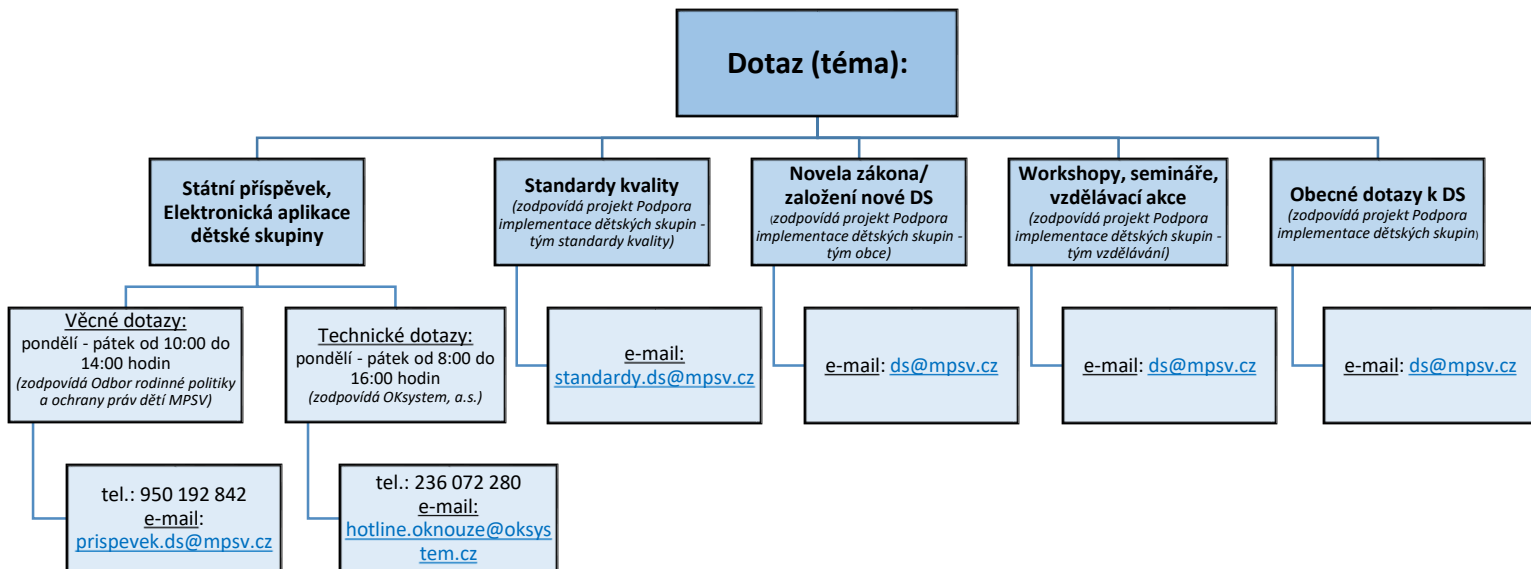 Dotaz (téma):
Státní příspěvek,
Elektronická aplikace
dětské skupiny
Standardy kvality
(zodpovídá projekt Podpora
implementace dětských skupin -
tým standardy kvality)
Novela zákona/
založení nové DS
(zodpovídá projekt Podpora
implementace dětských skupin -
tým obce)
Workshopy, semináře,
vzdělávací akce
(zodpovídá projekt Podpora
implementace dětských skupin -
tým vzdělávání)
Obecné dotazy k DS
(zodpovídá projekt Podpora
implementace dětských skupin)
Věcné dotazy:
pondělí - pátek od 10:00 do
14:00 hodin
(zodpovídá Odbor rodinné politiky
a ochrany práv dětí MPSV)
Technické dotazy:
pondělí - pátek od 8:00 do
16:00 hodin
(zodpovídá OKsystem, a.s.)
e-mail:
standardy.ds@mpsv.cz
e-mail: ds@mpsv.cz
e-mail: ds@mpsv.cz
e-mail: ds@mpsv.cz
tel.: 950 192 842
e-mail:
prispevek.ds@mpsv.cz
tel.: 236 072 280
e-mail:
hotline.oknouze@oksys
tem.cz